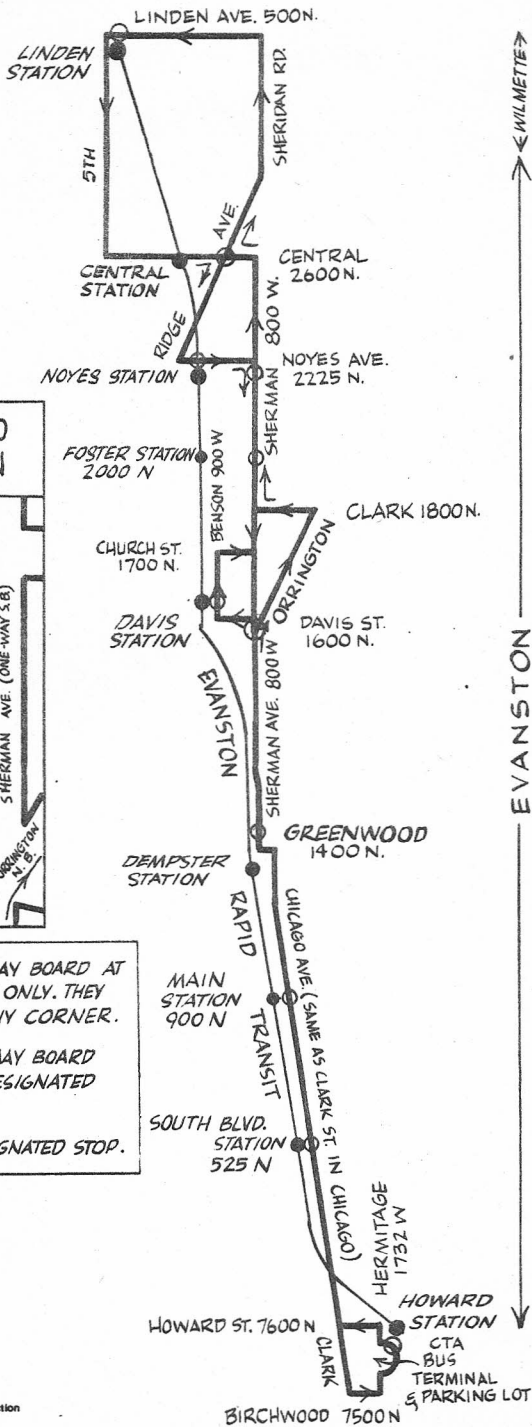 LINDEN AVE. 500N.
LINDEN
STATION
5TH
SHERIDAN RD.
<WILMETTE>
RIDGE
AVE.
CENTRAL
STATION
CENTRAL
2600 N.
SHERMAN 800 W.
NOYES STATION
NOYES AVE.
2225 N.
FOSTER STATION
2000 N
BENSON 900 W
CLARK 1800N.
CHURCH ST.
1700 N.
ORRINGTON
DAVIS
STATION
DAVIS ST.
1600 N.
SHERMAN AVE. (ONE-WAY S.B.)
ORRINGTON
N. B.
EVANSTON
RAPID
TRANSIT
SHERMAN AVE. 800 W
EVANSTON
GREENWOOD
1400 N.
DEMPSTER
STATION
CHICAGO AVE. (SAME AS CLARK ST. IN CHICAGO)
AY BOARD AT
ONLY. THEY
Y CORNER.
MAY BOARD
ESIGNATED
GNATED STOP.
MAIN
STATION
900 N
SOUTH BLVD.
STATION
525 N
HERMITAGE
1732 W
HOWARD ST. 7600 N
HOWARD
STATION
CTA
BUS
TERMINAL
& PARKING LOT
CLARK
BIRCHWOOD 7500 N
tion